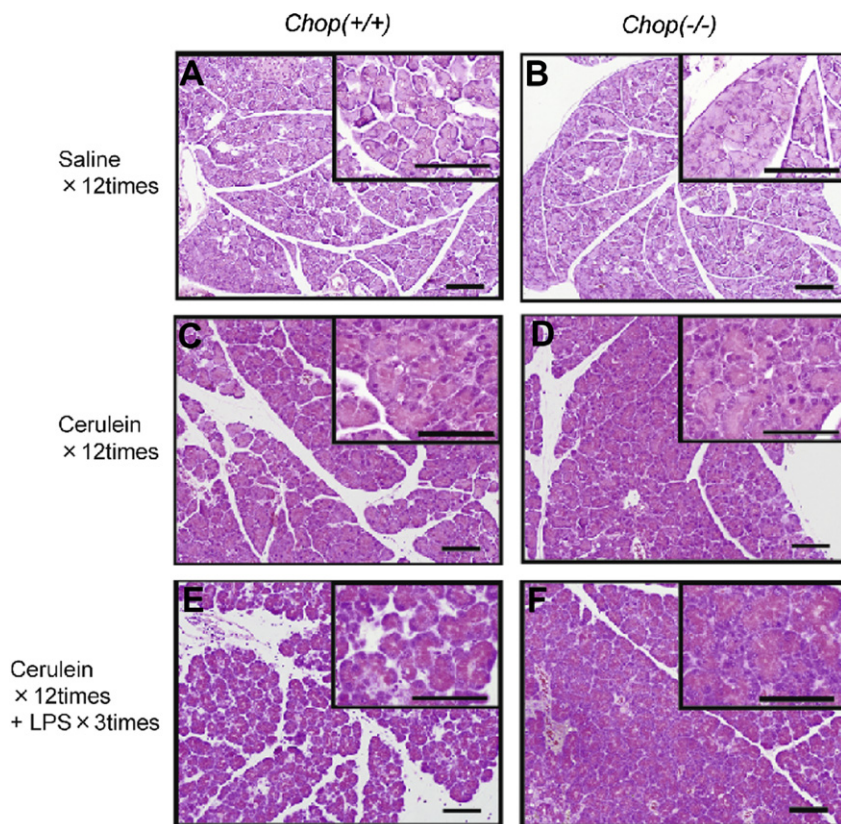 Chop(+/+) Chop(-/-)
A B
Saline
×12times
C D
Cerulein
×12times
E F
Cerulein
×12times
+ LPS×3times